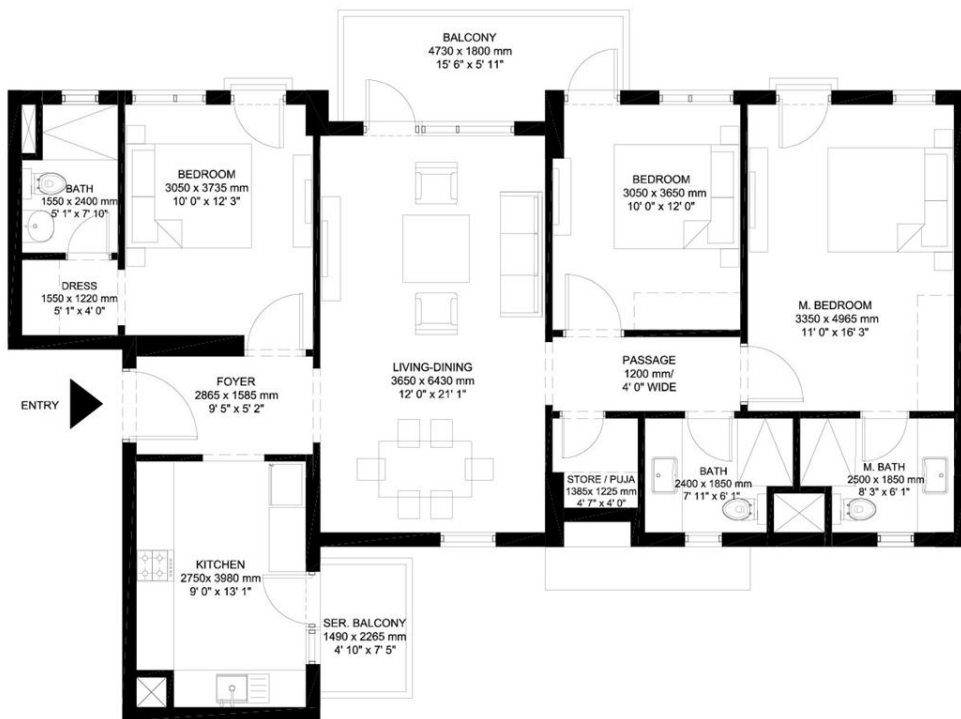 BALCONY
4730 x 1800 mm
15' 6" x 5' 11"
BEDROOM
3050 x 3735 mm
10' 0" x 12' 3"
BATH
1550 x 2400 mm
5' 1" x 7' 10"
DRESS
1550 x 1220 mm
5' 1" x 4' 0"
BEDROOM
3050 x 3650 mm
10' 0" x 12' 0"
M. BEDROOM
3350 x 4965 mm
11' 0" x 16' 3"
LIVING-DINING
3650 x 6430 mm
12' 0" x 21' 1"
PASSAGE
1200 mm/
4' 0" WIDE
ENTRY
FOYER
2865 x 1585 mm
9' 5" x 5' 2"
STORE / PUJA
1385x 1225 mm
4' 7" x 4' 0"
BATH
2400 x 1850 mm
7' 11" x 6' 1"
M. BATH
2500 x 1850 mm
8' 3" x 6' 1"
KITCHEN
2750x 3980 mm
9' 0" x 13' 1"
SER. BALCONY
1490 x 2265 mm
4' 10" x 7' 5"